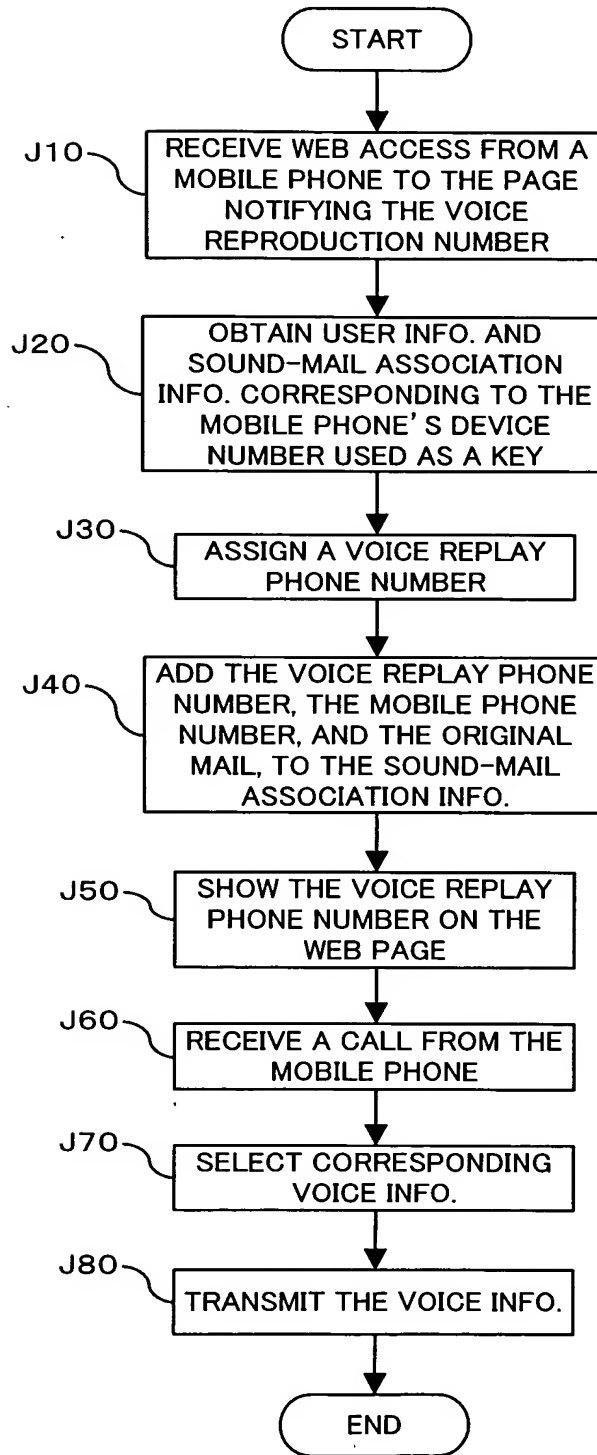 START
J10
RECEIVE WEB ACCESS FROM A
MOBILE PHONE TO THE PAGE
NOTIFYING THE VOICE
REPRODUCTION NUMBER
J20
OBTAIN USER INFO. AND
SOUND-MAIL ASSOCIATION
INFO. CORRESPONDING TO THE
MOBILE PHONE'S DEVICE
NUMBER USED AS A KEY
J30
ASSIGN A VOICE REPLAY
PHONE NUMBER
J40
ADD THE VOICE REPLAY PHONE
NUMBER, THE MOBILE PHONE
NUMBER, AND THE ORIGINAL
MAIL, TO THE SOUND-MAIL
ASSOCIATION INFO.
J50
SHOW THE VOICE REPLAY
PHONE NUMBER ON THE
WEB PAGE
J60
RECEIVE A CALL FROM THE
MOBILE PHONE
J70
SELECT CORRESPONDING
VOICE INFO.
J80
TRANSMIT THE VOICE INFO.
END